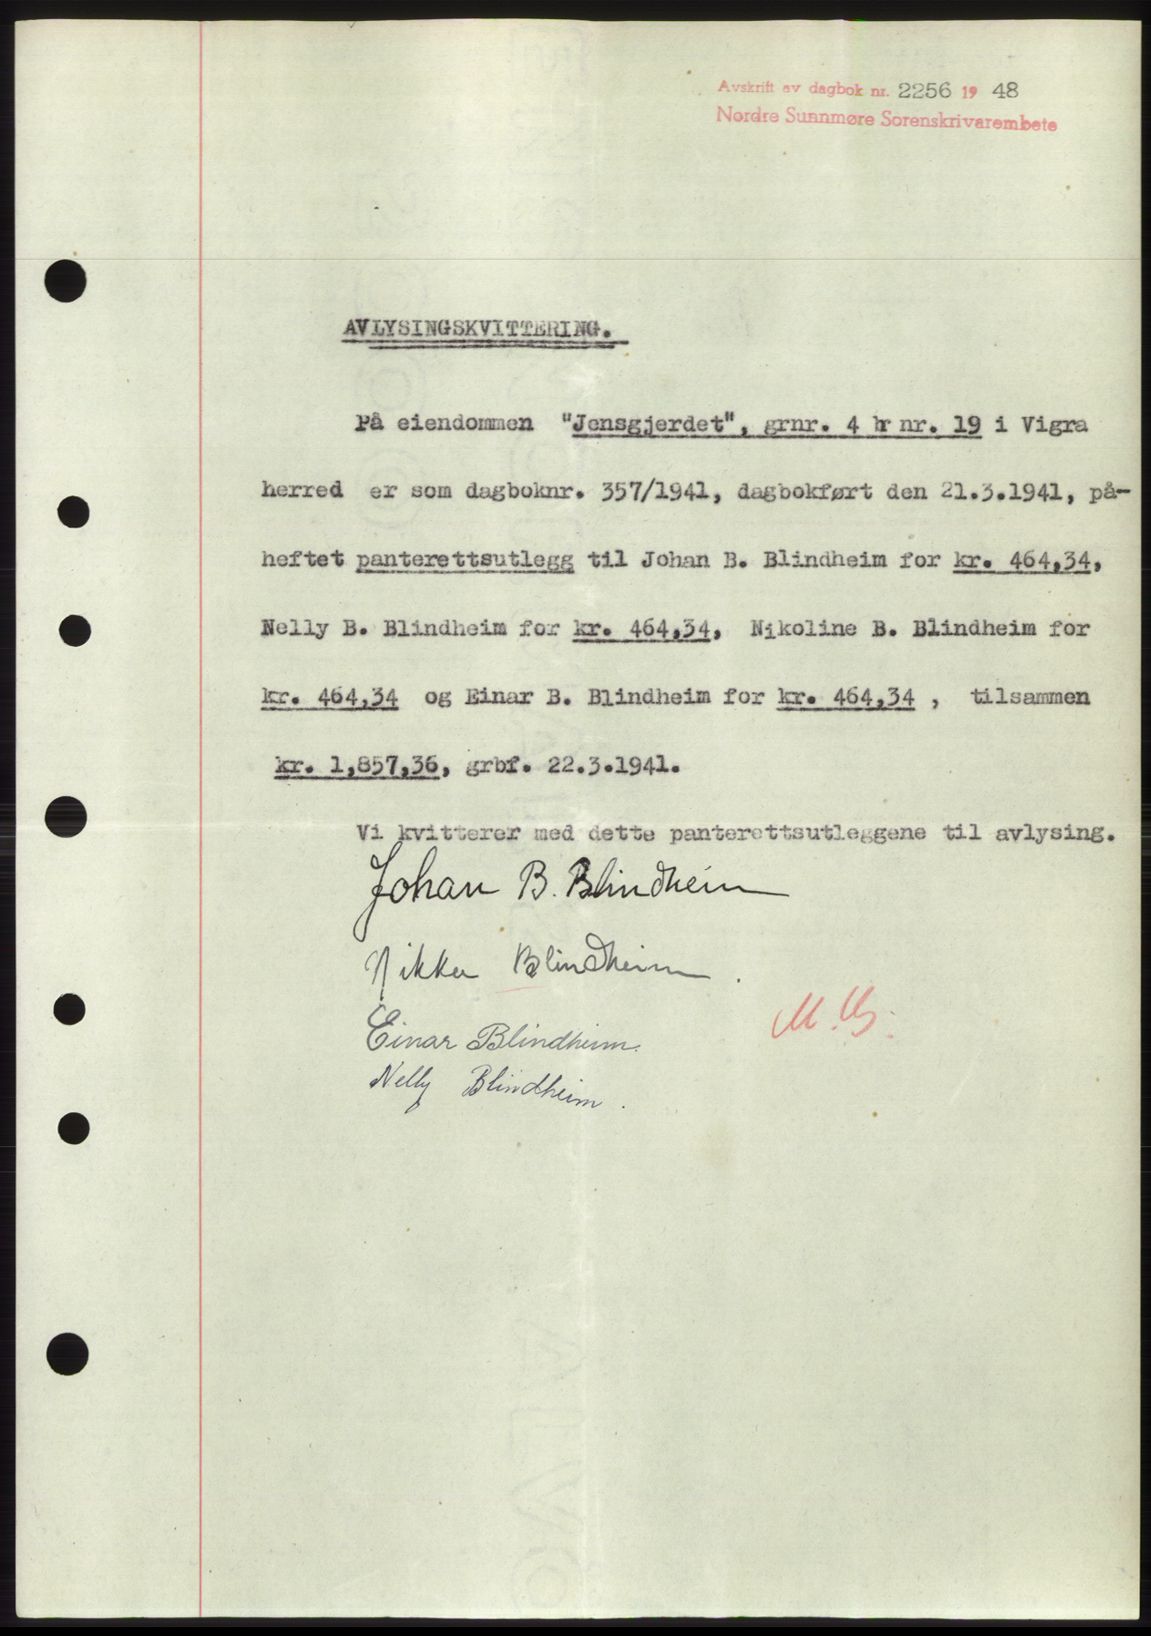 Avskrift av dagbok nr. 2256 19 48
Nordre Sunnmøre Sorenskrivarembete
AVLYSINGSKVITTERING.
På eiendommen "Jensgjerdet", grnr. 4 br nr. 19 i Vigra
herred er som dagboknr. 357/1941, dagbokført den 21.3.1941, på-
heftet panterettsutlegg til Johan B. Blindheim for kr. 464,34,
Nelly B. Blindheim for kr. 464,34, Nikoline B. Blindheim for
kr. 464,34 og Einar B. Blindheim for kr. 464,34 , tilsammen
kr. 1,857,36, grbf. 22.3.1941.
Vi kvitterer med dette panterettsutleggene til avlysing.
Johan B. Blindheim
Nikka Blindheim .
Einar Blindheim.
Nelly Blindheim .